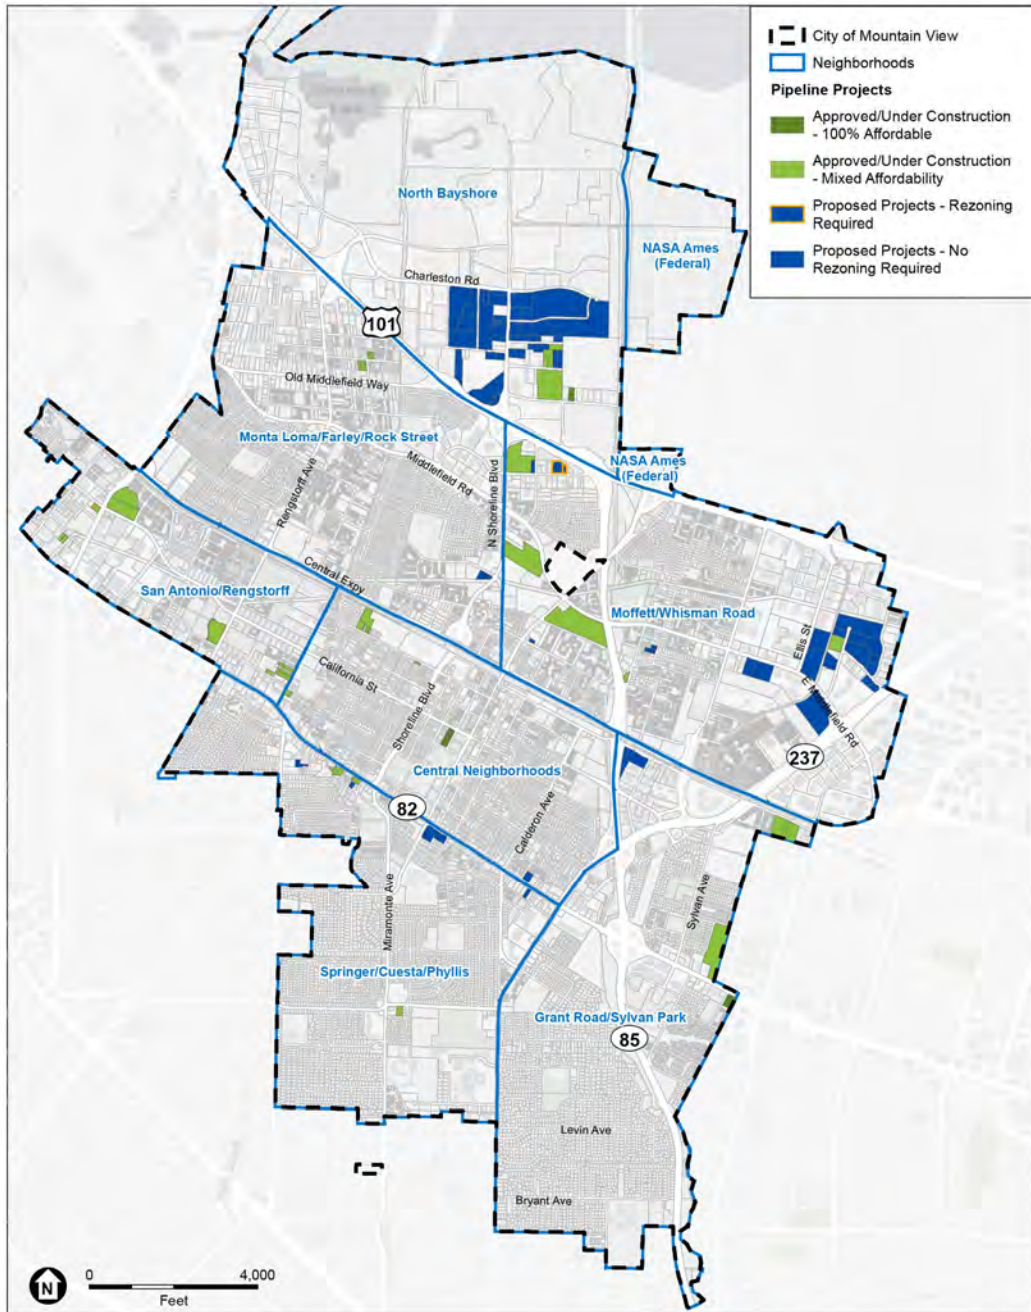 City of Mountain View
Neighborhoods
Pipeline Projects
Approved/Under Construction
- 100% Affordable
Approved/Under Construction
- Mixed Affordability
Proposed Projects - Rezoning
Required
Proposed Projects - No
Rezoning Required
North Bayshore
NASA Ames
(Federal)
Charleston Rd
101
Old Middlefield Way
Monta Loma/Farley/Rock Street
Middlefield Rd
Rengstorff Ave
N Shoreline Blvd
NASA Ames
(Federal)
Central Expy
San Antonio/Rengstorff
Moffett/Whisman Road
Ellis St
E Middlefield Rd
California St
Shoreline Blvd
237
Central Neighborhoods
82
Calderon Ave
Miramonte Ave
Sylvan Ave
Springer/Cuesta/Phyllis
Grant Road/Sylvan Park
85
Levin Ave
Bryant Ave
N
0
4,000
Feet